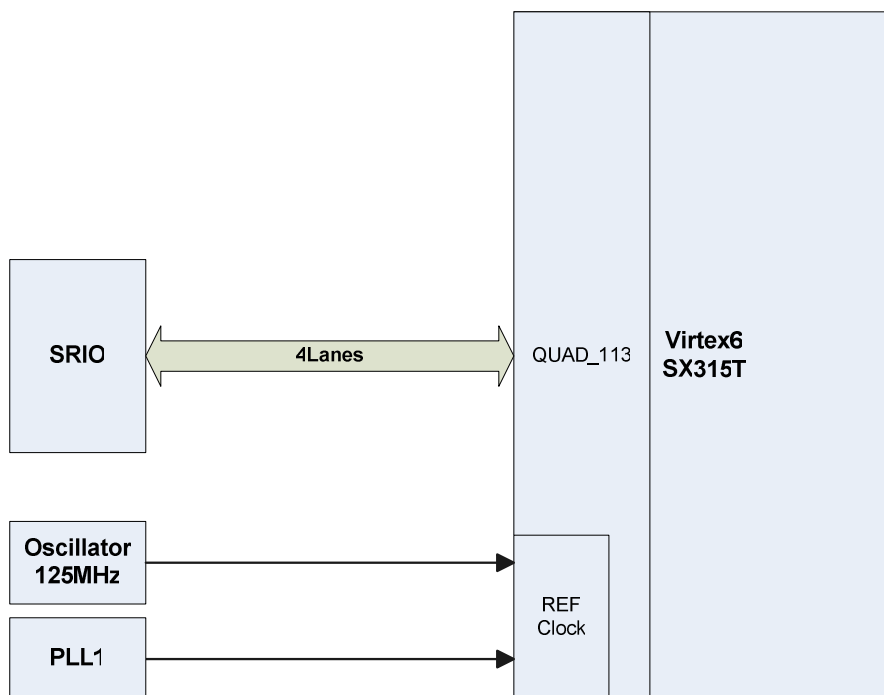 SRIO
4Lanes
QUAD_113
Virtex6
SX315T
Oscillator
125MHz
REF
Clock
PLL1